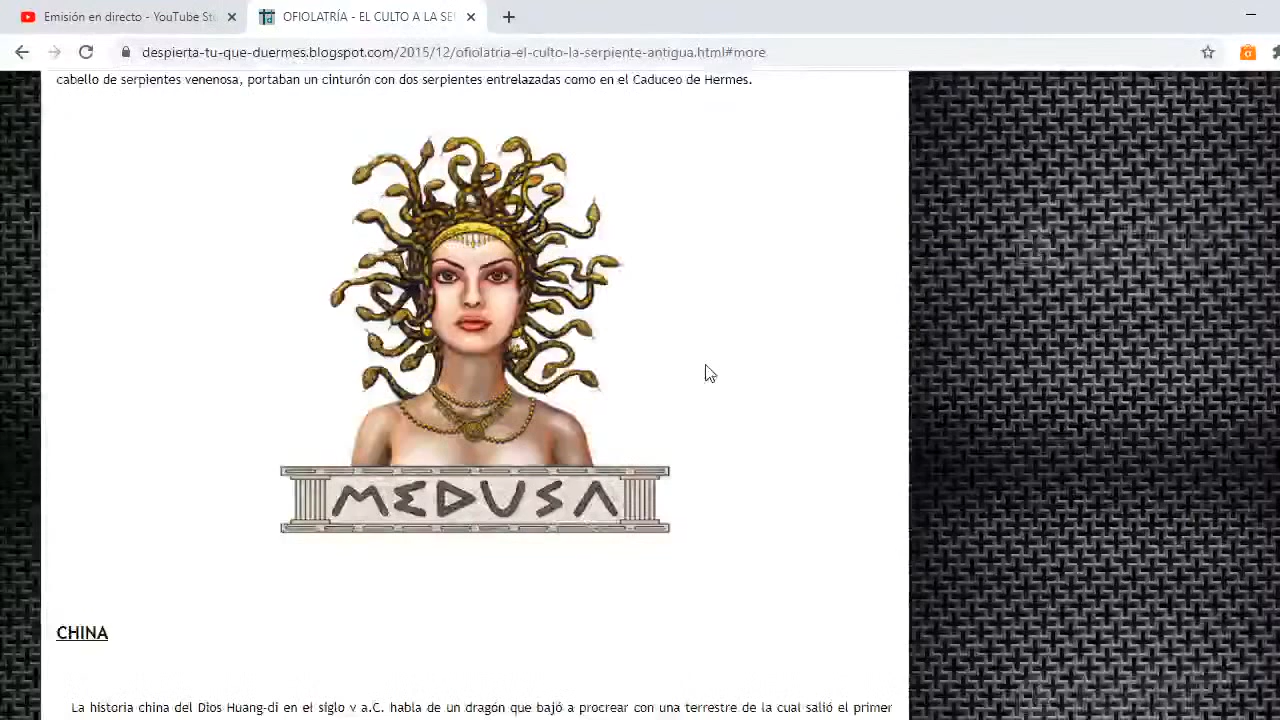 Emisión en directo - YouTube St
OFIOLATRÍA - EL CULTO A LA SE
despierta-tu-que-duermes.blogspot.com/2015/12/ofiolatria-el-culto-la-serpiente-antigua.html#more
cabello de serpientes venenosa, portaban un cinturón con dos serpientes entrelazadas como en el Caduceo de Hermes.
MEDUSA
CHINA
La historia china del Dios Hung-di en el siglo V a.C. habla de un dragón que bajó a procrear con una terrestre de la cual salió el primer